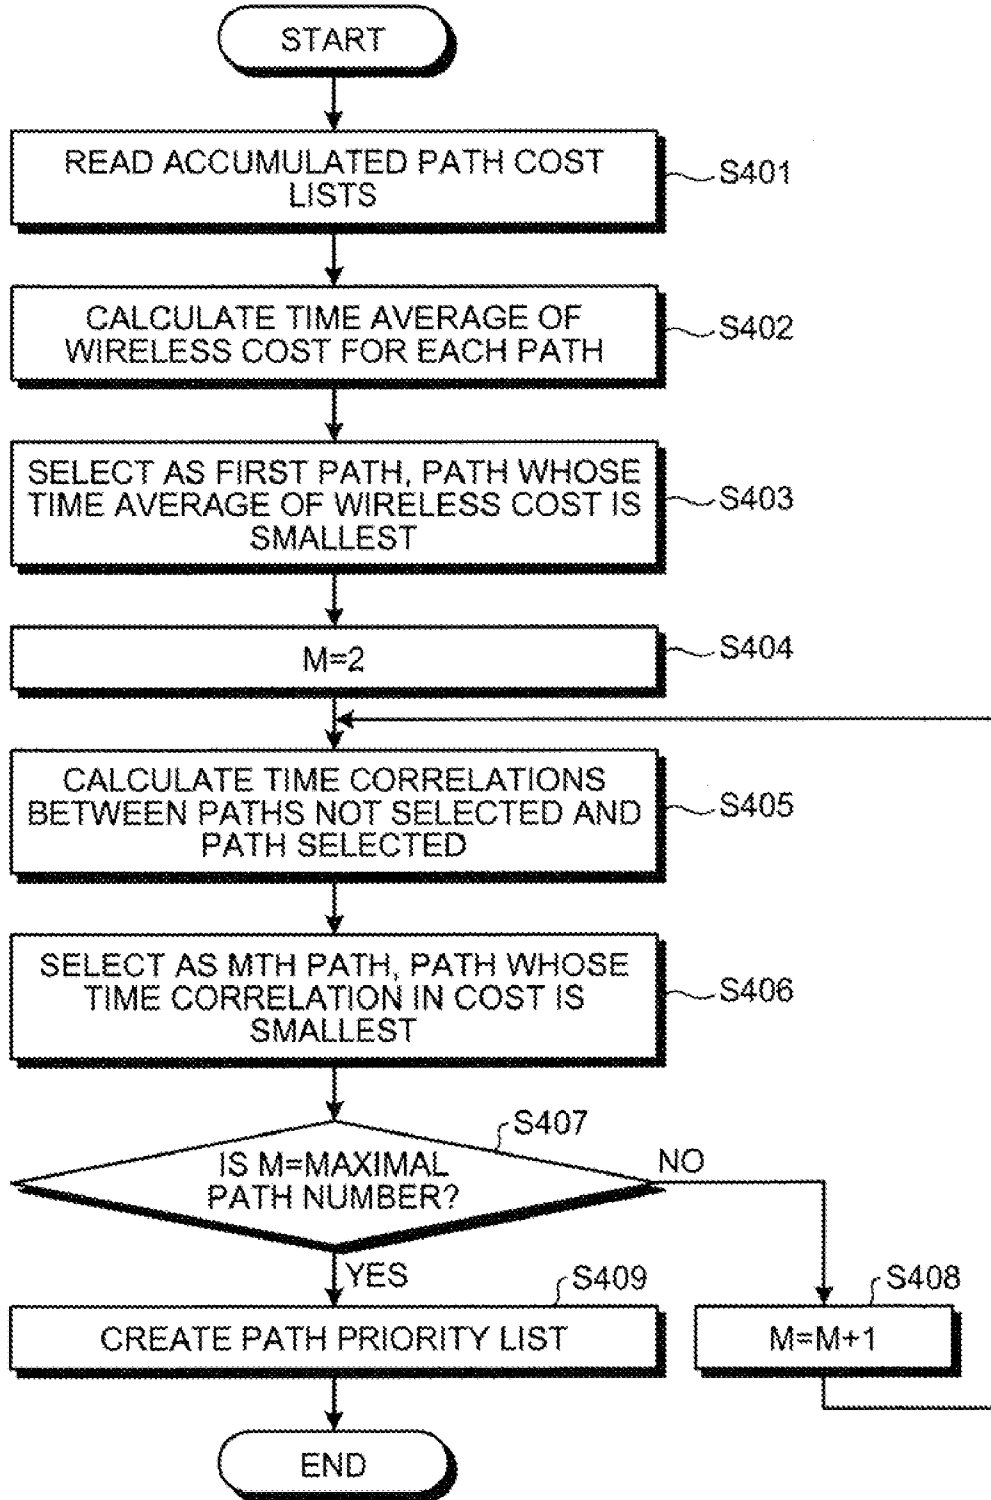 START
READ ACCUMULATED PATH COST
LISTS
S401
CALCULATE TIME AVERAGE OF
WIRELESS COST FOR EACH PATH
S402
SELECT AS FIRST PATH, PATH WHOSE
TIME AVERAGE OF WIRELESS COST IS
SMALLEST
S403
M=2
S404
CALCULATE TIME CORRELATIONS
BETWEEN PATHS NOT SELECTED AND
PATH SELECTED
S405
SELECT AS MTH PATH, PATH WHOSE
TIME CORRELATION IN COST IS
SMALLEST
S406
S407
IS M=MAXIMAL
PATH NUMBER?
NO
YES
S409
CREATE PATH PRIORITY LIST
S408
M=M+1
END